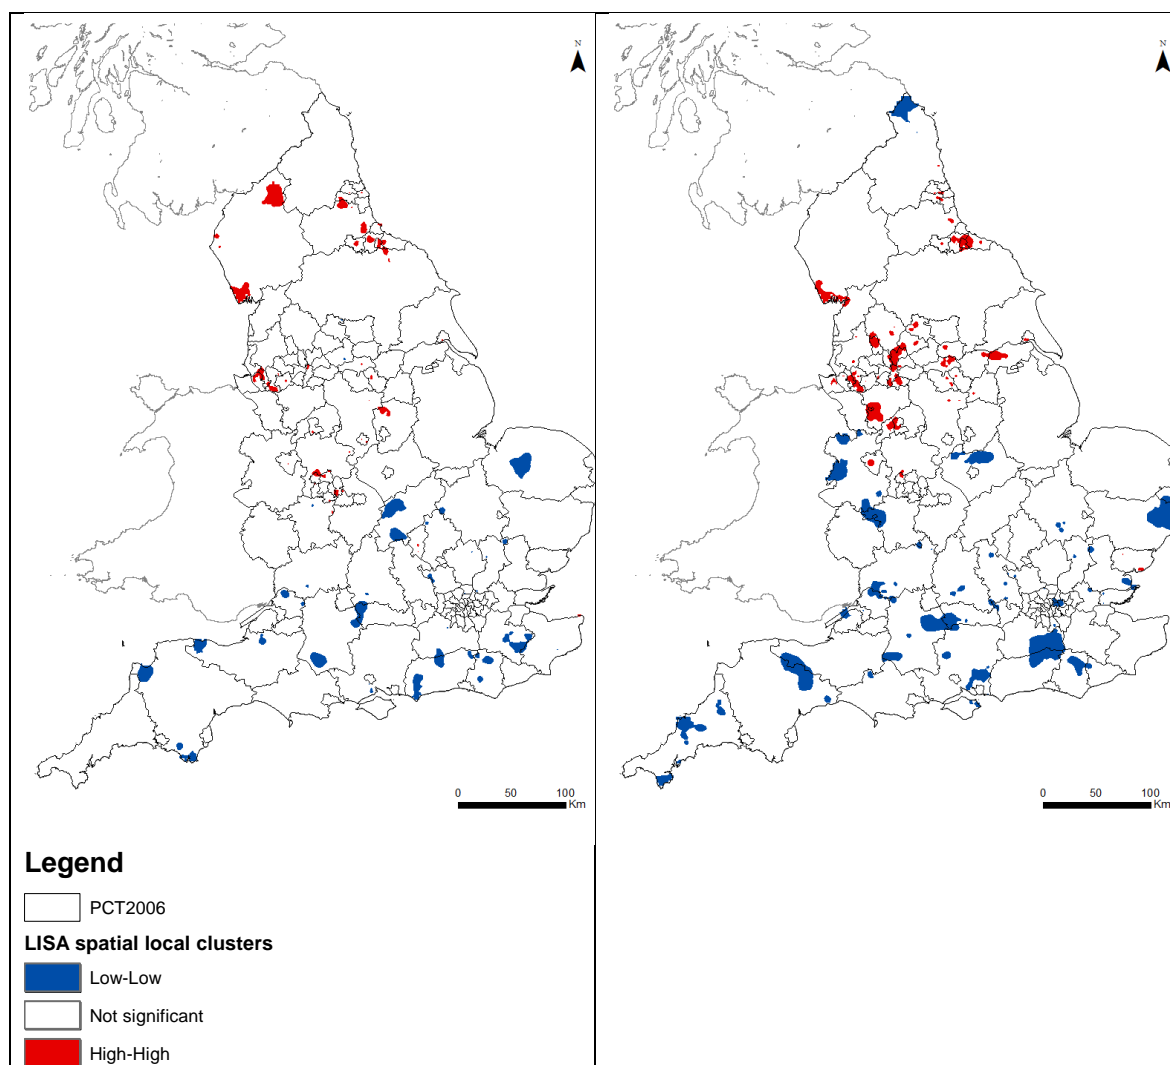 N
N
0 50 100
Km
0 50 100
Km
Legend
PCT2006
LISA spatial local clusters
Low-Low
Not significant
High-High